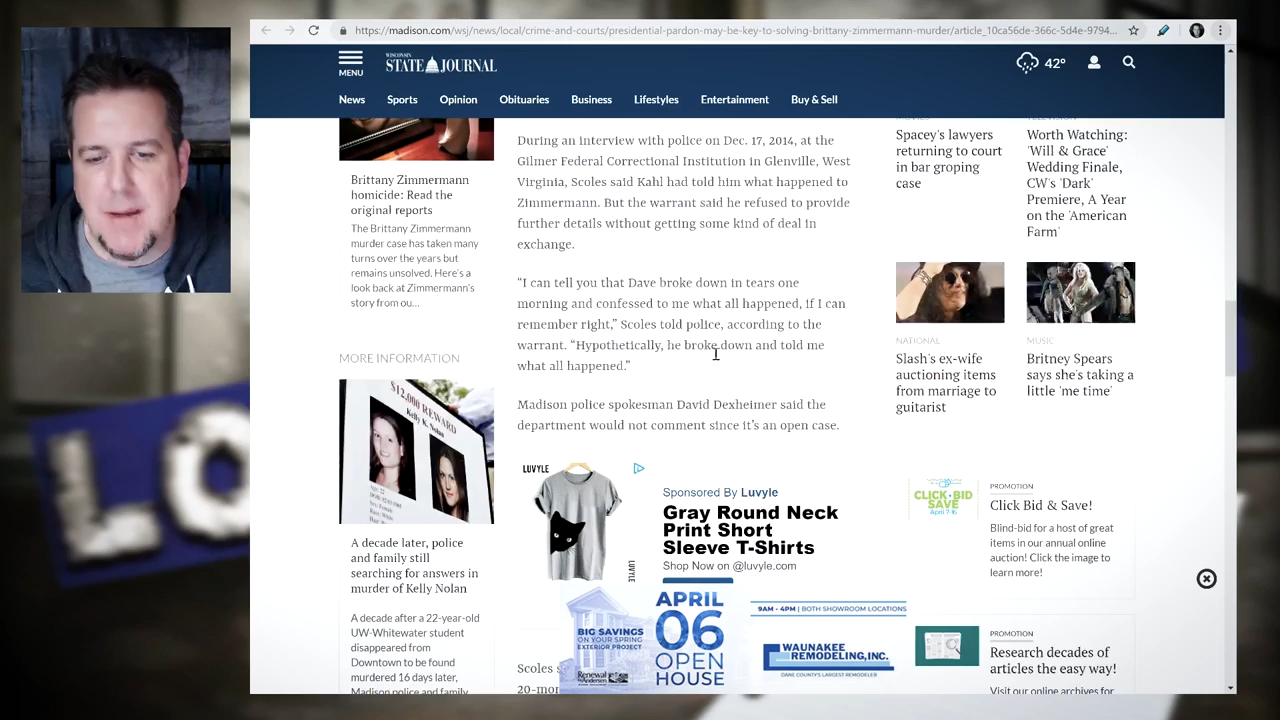 https://madison.com/wsj/news/local/crime-and-courts/presidential-pardon-may-be-key-to-solving-brittany-zimmermann-murder/article_10ca56de-366c-5d4e-9794...
MENU
WISCONSIN
STATE JOURNAL
42°
News
Sports
Opinion
Obituaries
Business
Lifestyles
Entertainment
Buy & Sell
Brittany Zimmermann
homicide: Read the
original reports
The Brittany Zimmermann
murder case has taken many
turns over the years but
remains unsolved. Here's a
look back at Zimmermann's
story from ou...
MORE INFORMATION
$12,000 REWARD
Kelly K. Nolan
A decade later, police
and family still
searching for answers in
murder of Kelly Nolan
A decade after a 22-year-old
UW-Whitewater student
disappeared from
Downtown to be found
murdered 16 days later,
Madison police and family
During an interview with police on Dec. 17, 2014, at the
Gilmer Federal Correctional Institution in Glenville, West
Virginia, Scoles said Kahl had told him what happened to
Zimmermann. But the warrant said he refused to provide
further details without getting some kind of deal in
exchange.
“I can tell you that Dave broke down in tears one
morning and confessed to me what all happened, if I can
remember right,” Scoles told police, according to the
warrant. “Hypothetically, he broke down and told me
what all happened.”
Madison police spokesman David Dexheimer said the
department would not comment since it’s an open case.
LUVYLE
LUVYLE
Sponsored By Luvyle
Gray Round Neck
Print Short
Sleeve T-Shirts
Shop Now on @luvyle.com
Scoles s
20-mon
BIG SAVINGS
ON YOUR SPRING
EXTERIOR PROJECT
Renewal
APRIL
06
OPEN
HOUSE
9AM - 4PM | BOTH SHOWROOM LOCATIONS
WAUNAKEE
REMODELING, INC.
DANE COUNTY'S LARGEST REMODELER
Spacey's lawyers
returning to court
in bar groping
case
TELEVISION
Worth Watching:
'Will & Grace'
Wedding Finale,
CW's 'Dark'
Premiere, A Year
on the 'American
Farm'
NATIONAL
Slash's ex-wife
auctioning items
from marriage to
guitarist
MUSIC
Britney Spears
says she's taking a
little 'me time'
CLICK BID
SAVE
April 7-16
PROMOTION
Click Bid & Save!
Blind-bid for a host of great
items in our annual online
auction! Click the image to
learn more!
PROMOTION
Research decades of
articles the easy way!
Visit our online archives for
LO